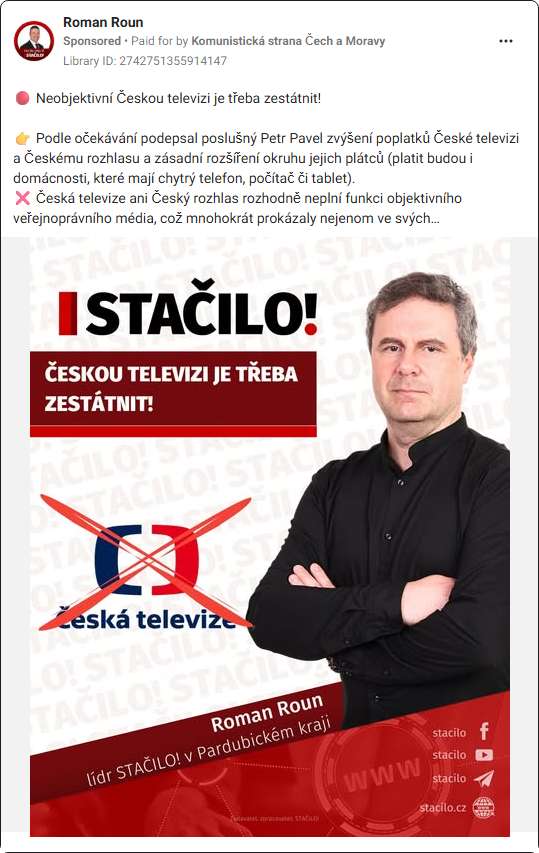 Roman Roun
Sponsored • Paid for by Komunistická strana Čech a Moravy
Library ID: 2742751355914147
🔴 Neobjektivní Českou televizi je třeba zestátnit!
👉 Podle očekávání podepsal poslušný Petr Pavel zvýšení poplatků České televizi
a Českému rozhlasu a zásadní rozšíření okruhu jejich plátců (platit budou i
domácnosti, které mají chytrý telefon, počítač či tablet).
❌ Česká televize ani Český rozhlas rozhodně neplní funkci objektivního
veřejnoprávního média, což mnohokrát prokázaly nejenom ve svých…
STAČILO!
ČESKOU TELEVIZI JE TŘEBA
ZESTÁTNIT!
česká televize
Roman Roun
lídr STAČILO! v Pardubickém kraji
stacilo
stacilo
stacilo
stacilo.cz
WWW
Zadavatel, zpracovatel: STAČILO!